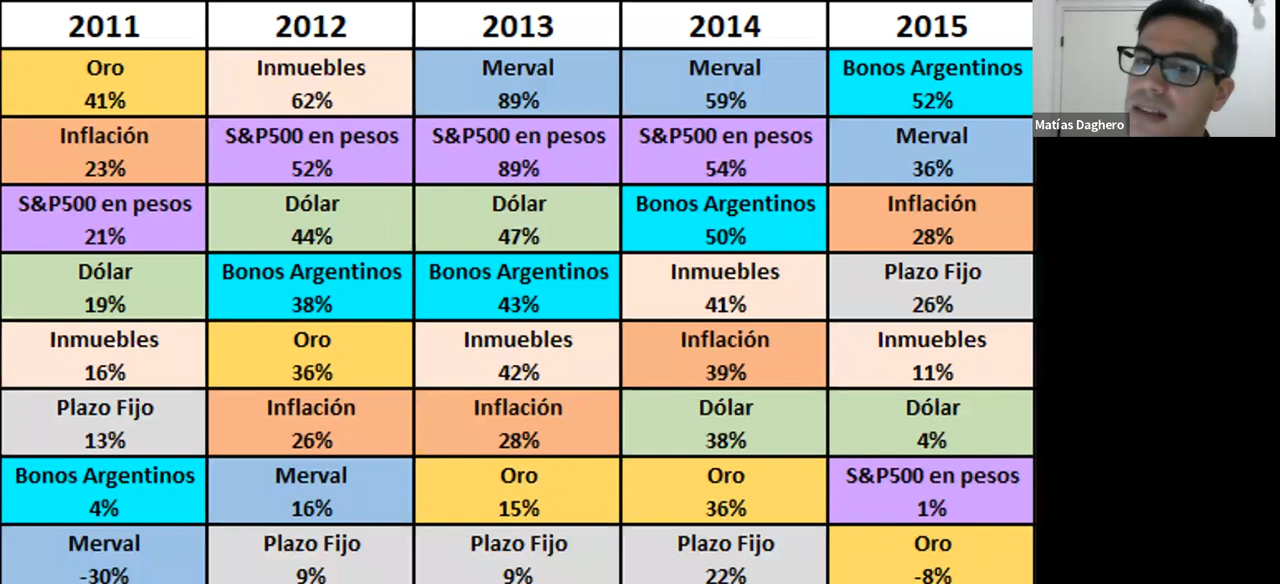 2011 2012 2013 2014 2015
Oro Inmuebles Merval Merval Bonos Argentinos
41% 62% 89% 59% 52%
Inflación S&P500 en pesos S&P500 en pesos S&P500 en pesos Merval
23% 52% 89% 54% 36%
S&P500 en pesos Dólar Dólar Bonos Argentinos Inflación
21% 44% 47% 50% 28%
Dólar Bonos Argentinos Bonos Argentinos Inmuebles Plazo Fijo
19% 38% 43% 41% 26%
Inmuebles Oro Inmuebles Inflación Inmuebles
16% 36% 42% 39% 11%
Plazo Fijo Inflación Inflación Dólar Dólar
13% 26% 28% 38% 4%
Bonos Argentinos Merval Oro Oro S&P500 en pesos
4% 16% 15% 36% 1%
Merval Plazo Fijo Plazo Fijo Plazo Fijo Oro
-30% 9% 9% 22% -8%
Matías Daghero